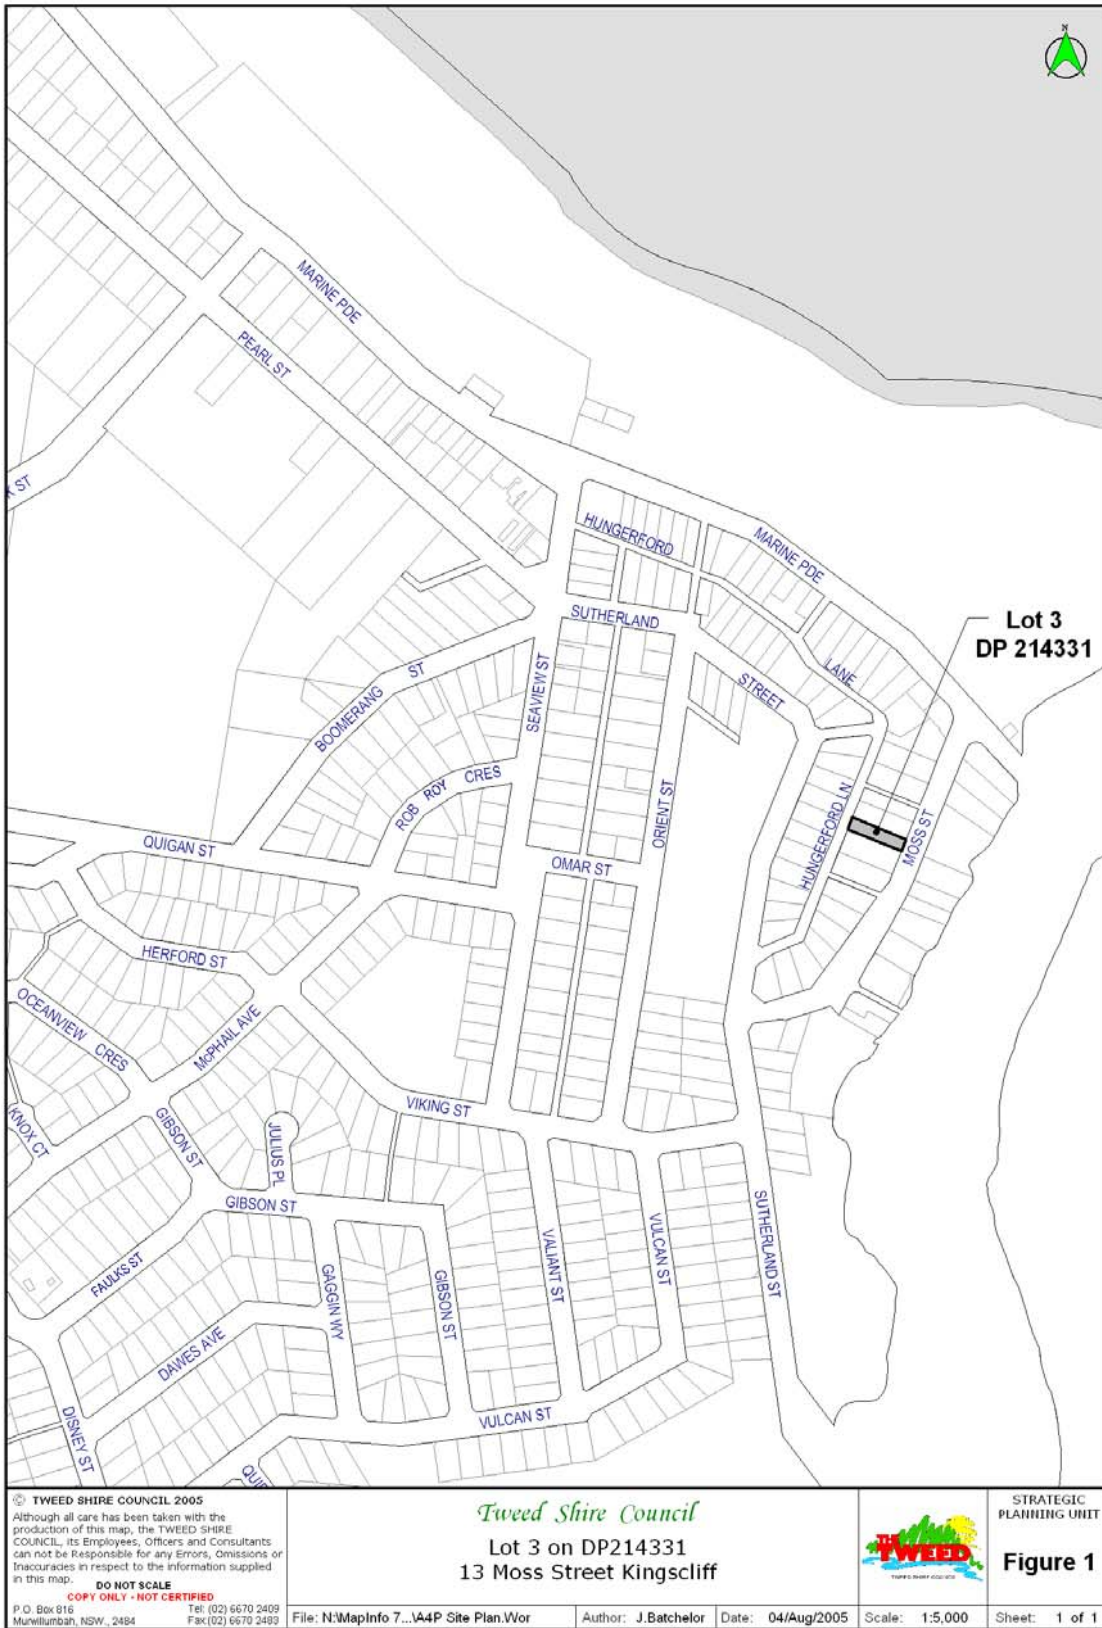 N
MARINE PDE
PEARL ST
K ST
HUNGERFORD
MARINE PDE
SUTHERLAND
Lot 3
DP 214331
LANE
STREET
BOOMERANG ST
SEAVIEW ST
ROB ROY CRES
ORIENT ST
HUNGERFORD LN
MOSS ST
QUIGAN ST
OMAR ST
HERFORD ST
OCEANVIEW CRES
McPHAIL AVE
KNOX CT
GIBSON ST
JULIUS PL
VIKING ST
GIBSON ST
FAULKS ST
GAGGIN WY
GIBSON ST
VALIANT ST
VULCAN ST
SUTHERLAND ST
DAWES AVE
DISNEY ST
VULCAN ST
© TWEED SHIRE COUNCIL 2005
Although all care has been taken with the
production of this map, the TWEED SHIRE
COUNCIL, its Employees, Officers and Consultants
can not be Responsible for any Errors, Omissions or
Inaccuracies in respect to the information supplied
in this map.
DO NOT SCALE
COPY ONLY - NOT CERTIFIED
P.O. Box 816
Murwillumbah, NSW., 2484
Tel: (02) 6670 2409
Fax:(02) 6670 2483
Tweed Shire Council
Lot 3 on DP214331
13 Moss Street Kingscliff
THE TWEED
TWEED SHIRE COUNCIL
STRATEGIC
PLANNING UNIT
Figure 1
File: N:\MapInfo 7...\A4P Site Plan.Wor
Author: J.Batchelor
Date: 04/Aug/2005
Scale: 1:5,000
Sheet: 1 of 1